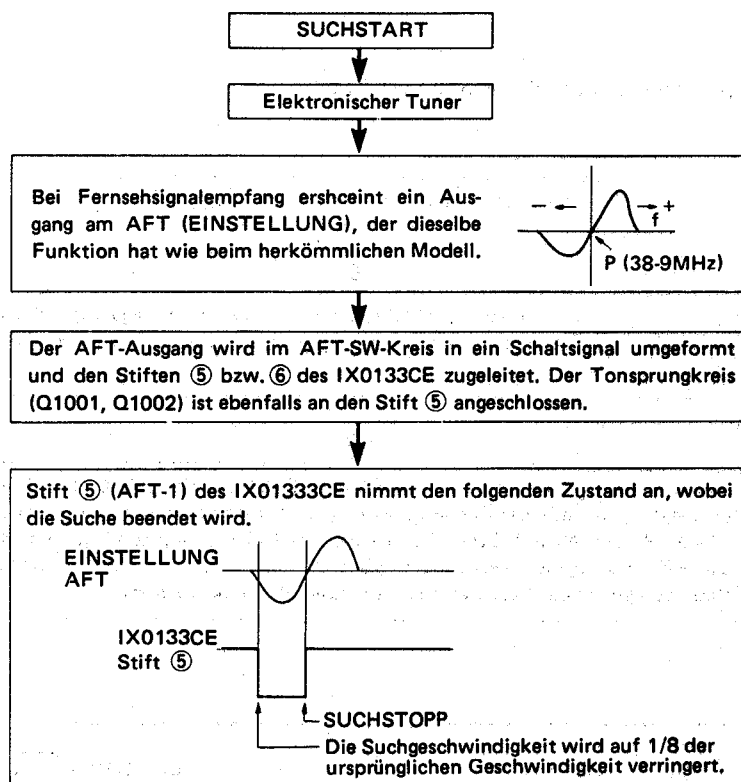 SUCHSTART
Elektronischer Tuner
Bei Fernsehsignalempfang ershceint ein Aus-
gang am AFT (EINSTELLUNG), der dieselbe
Funktion hat wie beim herkömmlichen Modell.
− +
f
P (38-9MHz)
Der AFT-Ausgang wird im AFT-SW-Kreis in ein Schaltsignal umgeformt
und den Stiften ⑤ bzw. ⑥ des IX0133CE zugeleitet. Der Tonsprungkreis
(Q1001, Q1002) ist ebenfalls an den Stift ⑤ angeschlossen.
Stift ⑤ (AFT-1) des IX01333CE nimmt den folgenden Zustand an, wobei
die Suche beendet wird.
EINSTELLUNG
AFT
IX0133CE
Stift ⑤
SUCHSTOPP
Die Suchgeschwindigkeit wird auf 1/8 der
ursprünglichen Geschwindigkeit verringert.